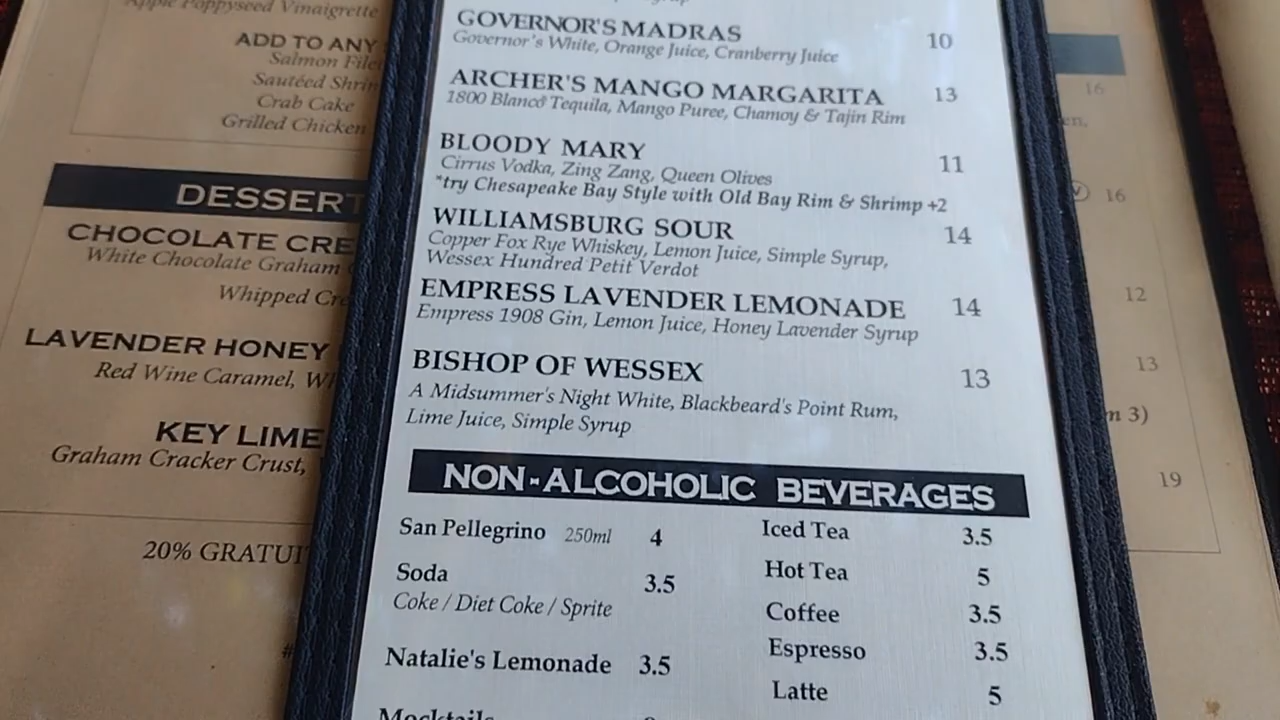 Apple Poppyseed Vinaigrette
ADD TO ANY
Salmon
Sautéed
Crab Cake
Grilled Chicken
DESSERT
CHOCOLATE
White Chocolate Graham
Whipped
LAVENDER HONEY
Red Wine Caramel,
KEY LIME
Graham Cracker Crust,
20%
GOVERNOR'S MADRAS 10
Governor's White, Orange Juice, Cranberry Juice
ARCHER'S MANGO MARGARITA 13
1800 Blanco Tequila, Mango Puree, Chamoy & Tajin Rim
BLOODY MARY 11
Cirrus Vodka, Zing Zang, Queen Olives
*try Chesapeake Bay Style with Old Bay Rim & Shrimp +2
WILLIAMSBURG SOUR 14
Copper Fox Rye Whiskey, Lemon Juice, Simple Syrup,
Wessex Hundred Petit Verdot
EMPRESS LAVENDER LEMONADE 14
Empress 1908 Gin, Lemon Juice, Honey Lavender Syrup
BISHOP OF WESSEX 13
A Midsummer's Night White, Blackbeard's Point Rum,
Lime Juice, Simple Syrup
NON-ALCOHOLIC BEVERAGES
San Pellegrino 250ml 4
Soda 3.5
Coke / Diet Coke / Sprite
Natalie's Lemonade 3.5
Mocktails
Iced Tea 3.5
Hot Tea 5
Coffee 3.5
Espresso 3.5
Latte 5
16
16
12
13
3)
19